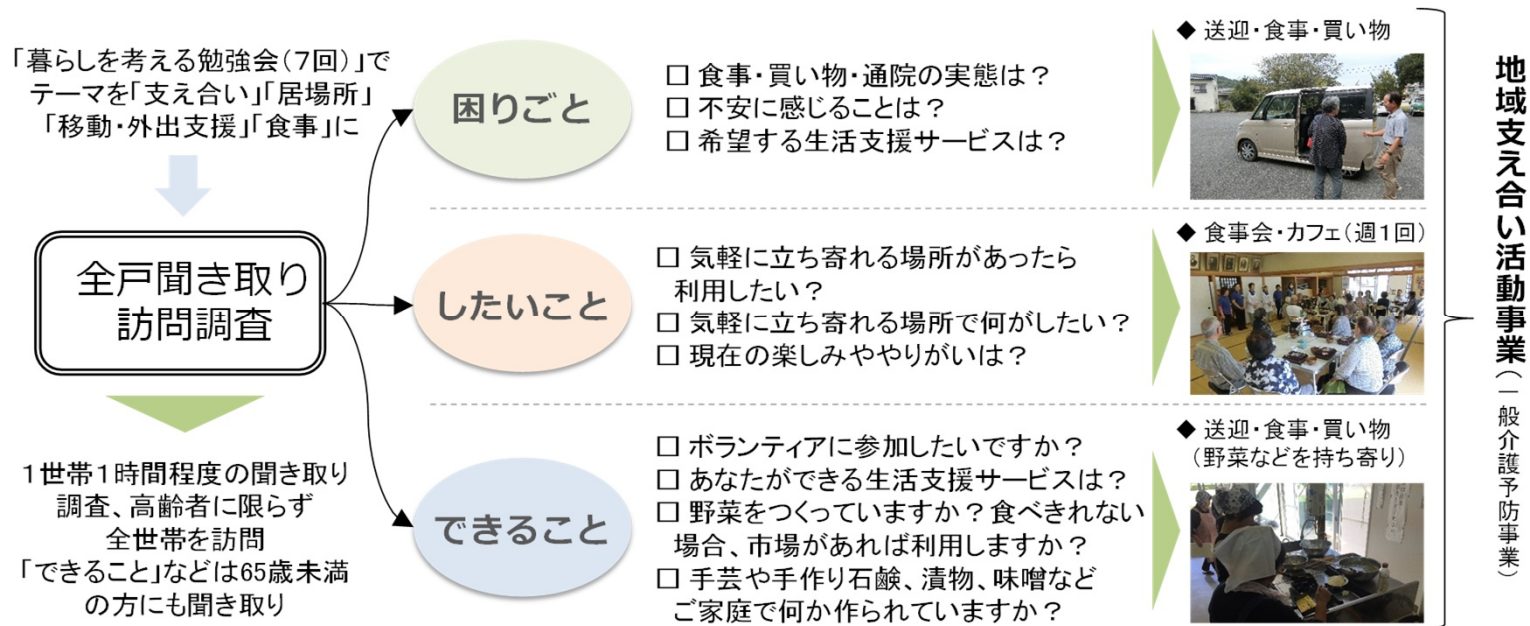 「暮らしを考える勉強会(7回)」で
テーマを「支え合い」「居場所」
「移動・外出支援」「食事」に
全戸聞き取り
訪問調査
1世帯1時間程度の聞き取り
調査、高齢者に限らず
全世帯を訪問
「できること」などは65歳未満
の方にも聞き取り
困りごと
□ 食事・買い物・通院の実態は?
□ 不安に感じることは?
□ 希望する生活支援サービスは?
◆ 送迎・食事・買い物
したいこと
□ 気軽に立ち寄れる場所があったら
利用したい?
□ 気軽に立ち寄れる場所で何がしたい?
□ 現在の楽しみややりがいは?
◆ 食事会・カフェ(週1回)
できること
□ ボランティアに参加したいですか?
□ あなたができる生活支援サービスは?
□ 野菜をつくっていますか?食べきれない
場合、市場があれば利用しますか?
□ 手芸や手作り石鹸、漬物、味噌など
ご家庭で何か作られていますか?
◆ 送迎・食事・買い物
(野菜などを持ち寄り)
地域支え合い活動事業(一般介護予防事業)